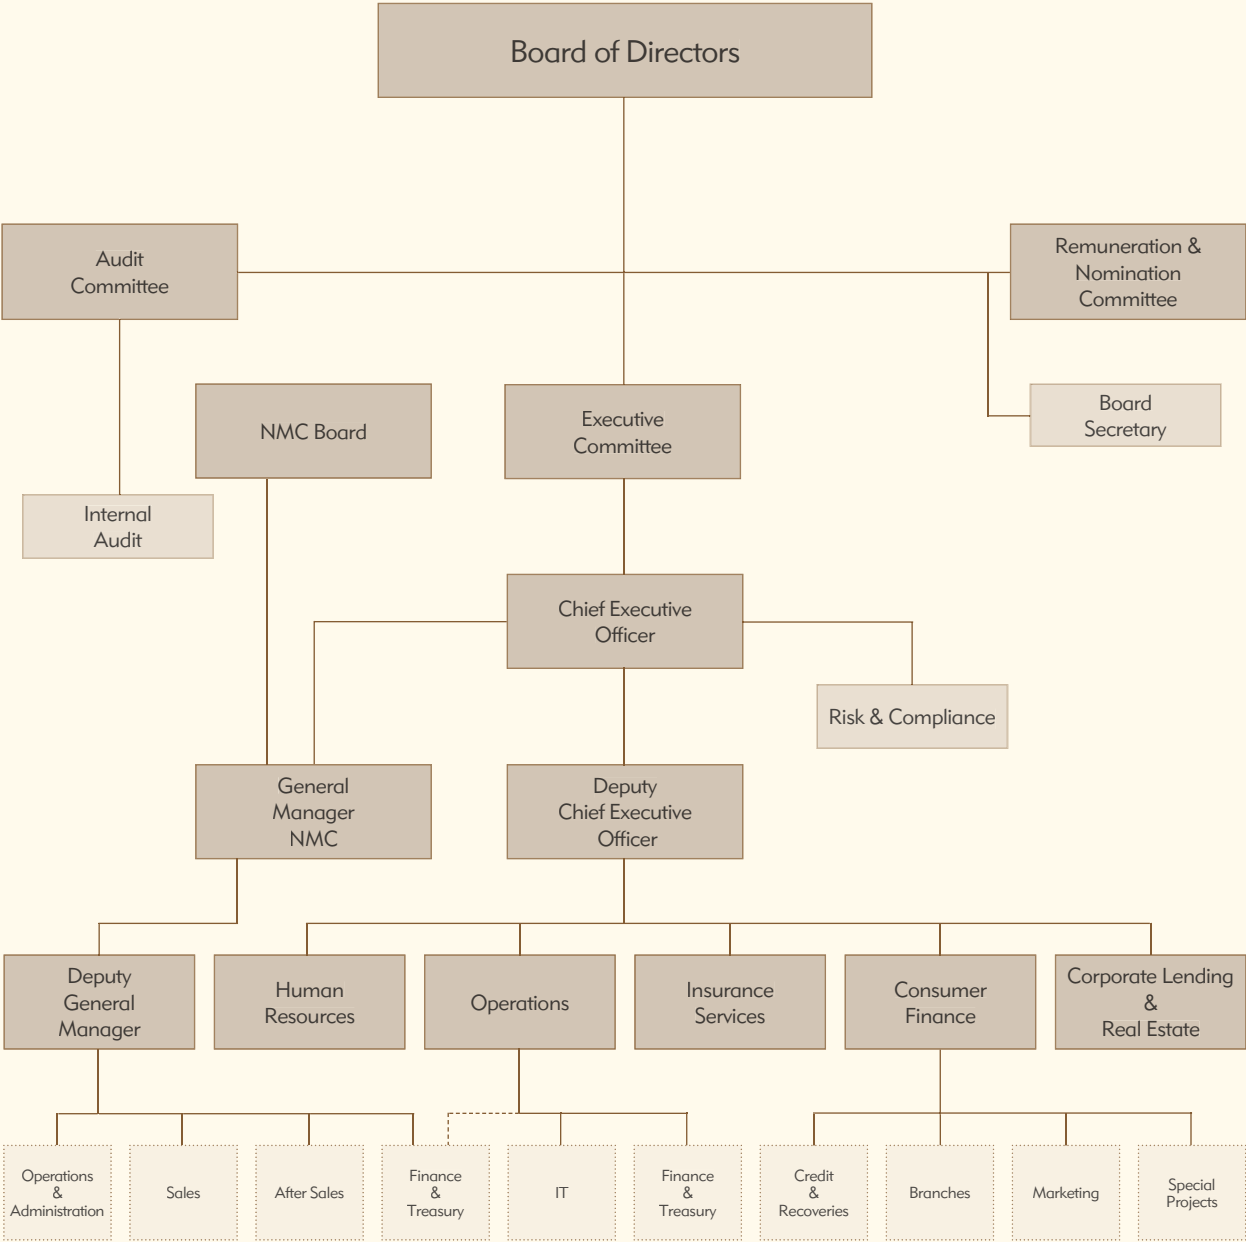 Board of Directors
Audit
Committee
Remuneration &
Nomination
Committee
NMC Board
Executive
Committee
Board
Secretary
Internal
Audit
Chief Executive
Officer
Risk & Compliance
General
Manager
NMC
Deputy
Chief Executive
Officer
Deputy
General
Manager
Human
Resources
Operations
Insurance
Services
Consumer
Finance
Corporate Lending
&
Real Estate
Operations
&
Administration
Sales
After Sales
Finance
&
Treasury
IT
Finance
&
Treasury
Credit
&
Recoveries
Branches
Marketing
Special
Projects